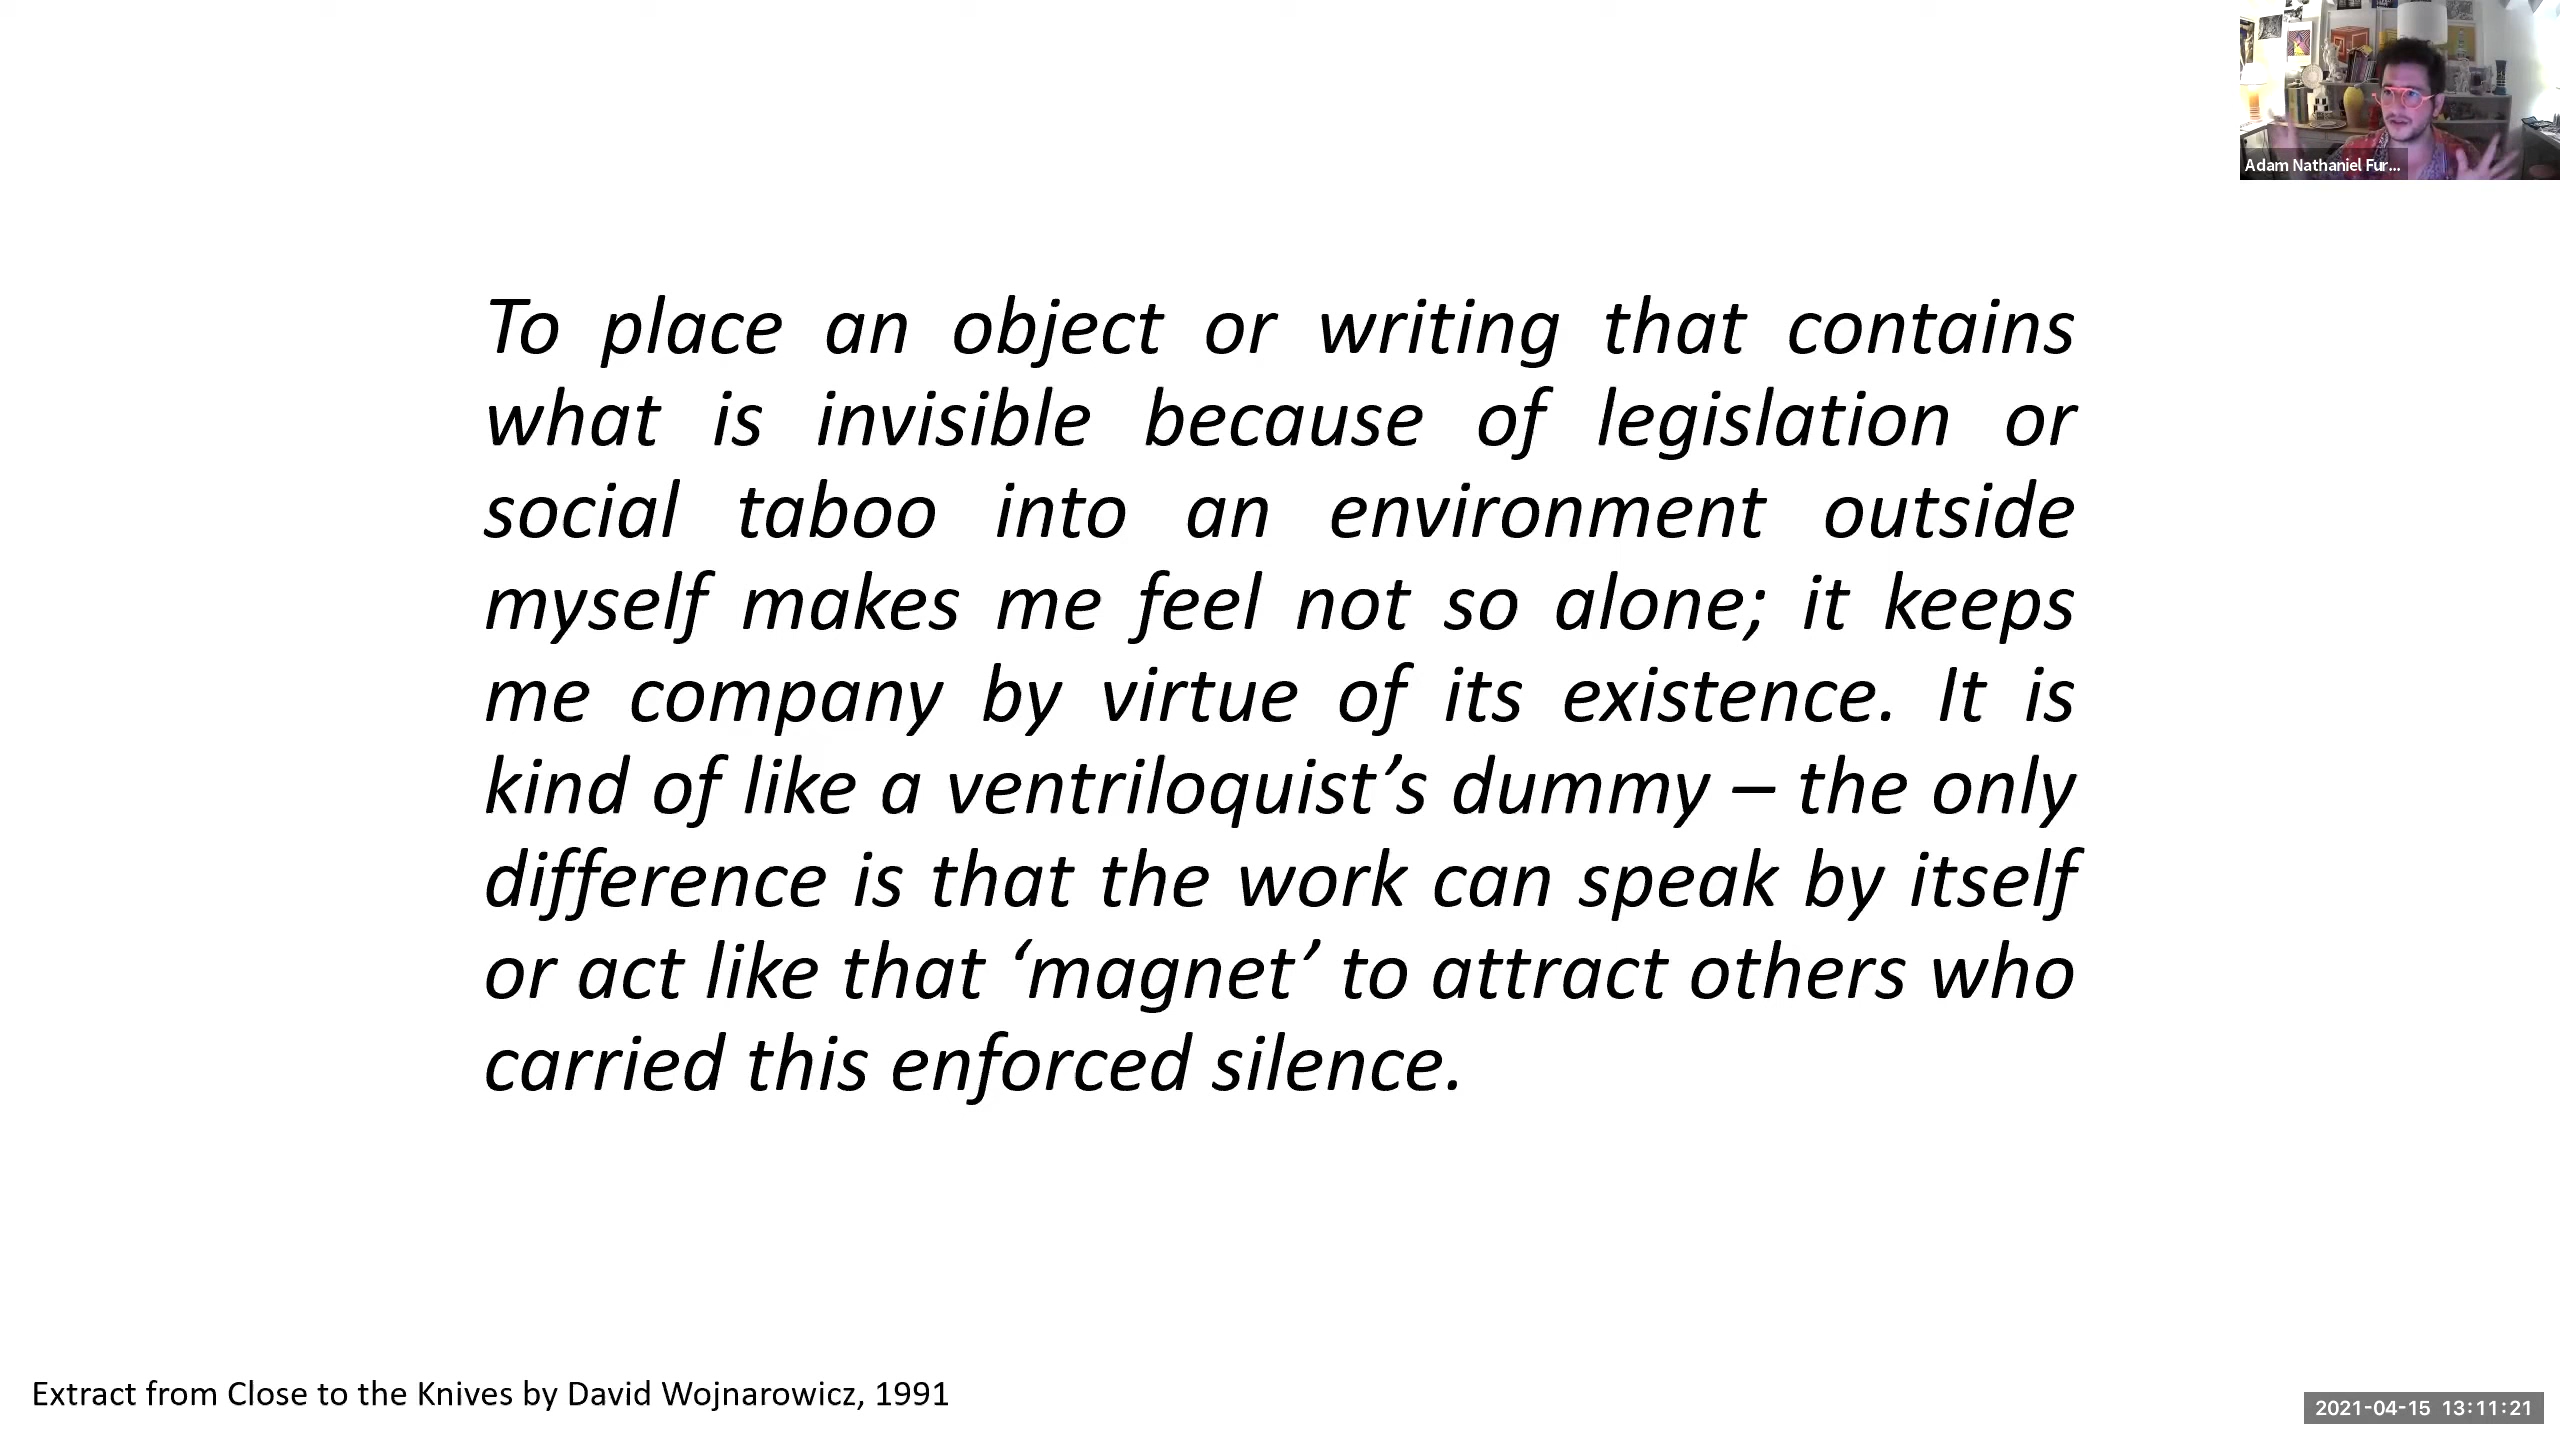 Adam Nathaniel Fur...
To place an object or writing that contains
what is invisible because of legislation or
social taboo into an environment outside
myself makes me feel not so alone; it keeps
me company by virtue of its existence. It is
kind of like a ventriloquist’s dummy – the only
difference is that the work can speak by itself
or act like that ‘magnet’ to attract others who
carried this enforced silence.
Extract from Close to the Knives by David Wojnarowicz, 1991
2021-04-15 13:11:21